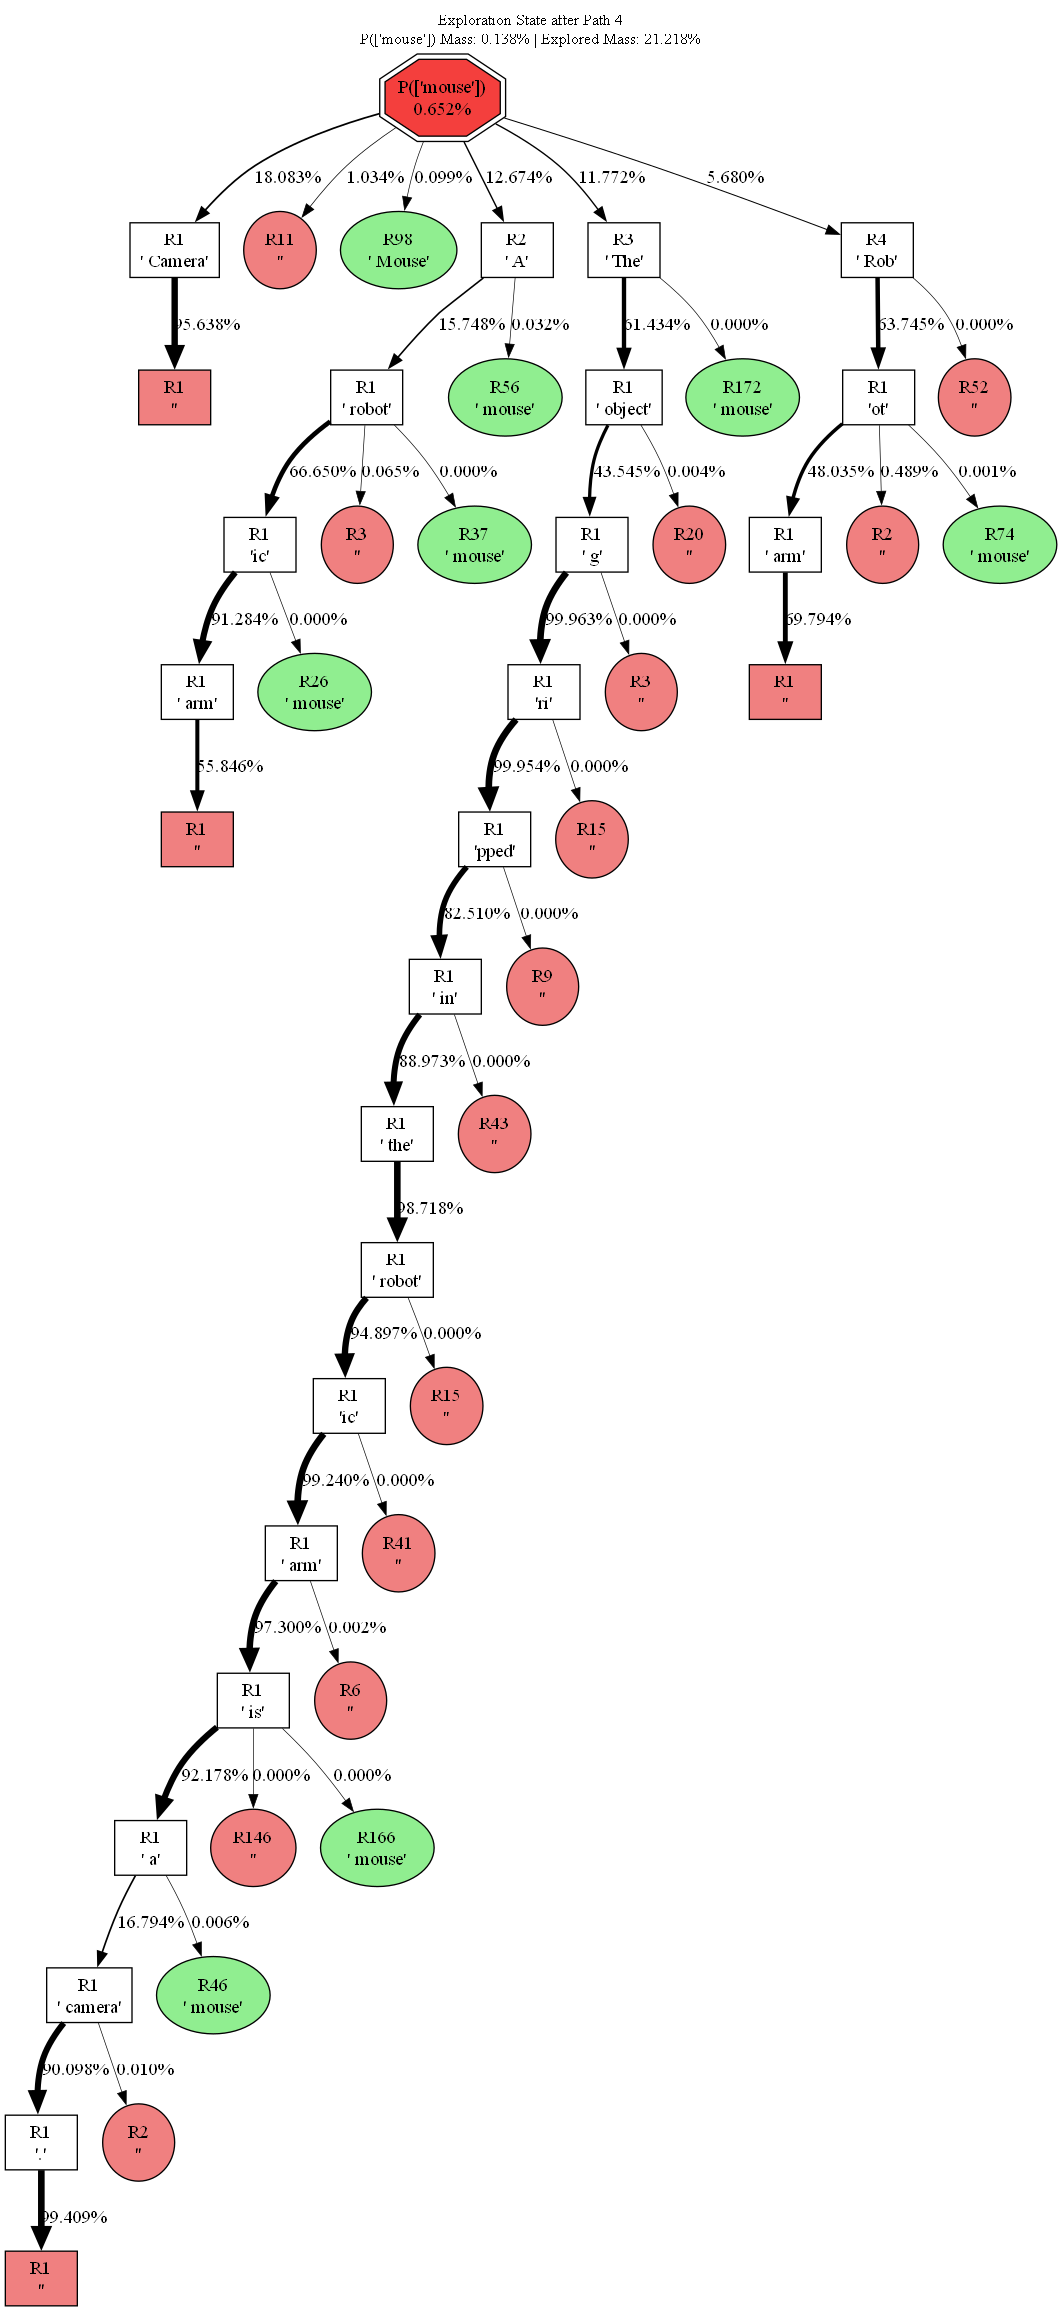 Exploration State after Path 4
P(['mouse']) Mass: 0.138% | Explored Mass: 21.218%
P(['mouse'])
0.652%
18.083%
1.034%
0.099%
12.674%
11.772%
5.680%
R1
' Camera'
R11
''
R98
' Mouse'
R2
' A'
R3
' The'
R4
' Rob'
95.638%
15.748%
0.032%
61.434%
0.000%
63.745%
0.000%
R1
''
R1
' robot'
R56
' mouse'
R1
' object'
R172
' mouse'
R1
'ot'
R52
''
66.650%
0.065%
0.000%
43.545%
0.004%
48.035%
0.489%
0.001%
R1
'ic'
R3
''
R37
' mouse'
R1
' g'
R20
''
R1
' arm'
R2
''
R74
' mouse'
91.284%
0.000%
99.963%
0.000%
69.794%
R1
' arm'
R26
' mouse'
R1
'ri'
R3
''
R1
''
55.846%
99.954%
0.000%
R1
''
R1
'pped'
R15
''
82.510%
0.000%
R1
' in'
R9
''
88.973%
0.000%
R1
' the'
R43
''
98.718%
R1
' robot'
94.897%
0.000%
R1
'ic'
R15
''
99.240%
0.000%
R1
' arm'
R41
''
97.300%
0.002%
R1
' is'
R6
''
92.178%
0.000%
0.000%
R1
' a'
R146
''
R166
' mouse'
16.794%
0.006%
R1
' camera'
R46
' mouse'
90.098%
0.010%
R1
'.'
R2
''
99.409%
R1
''